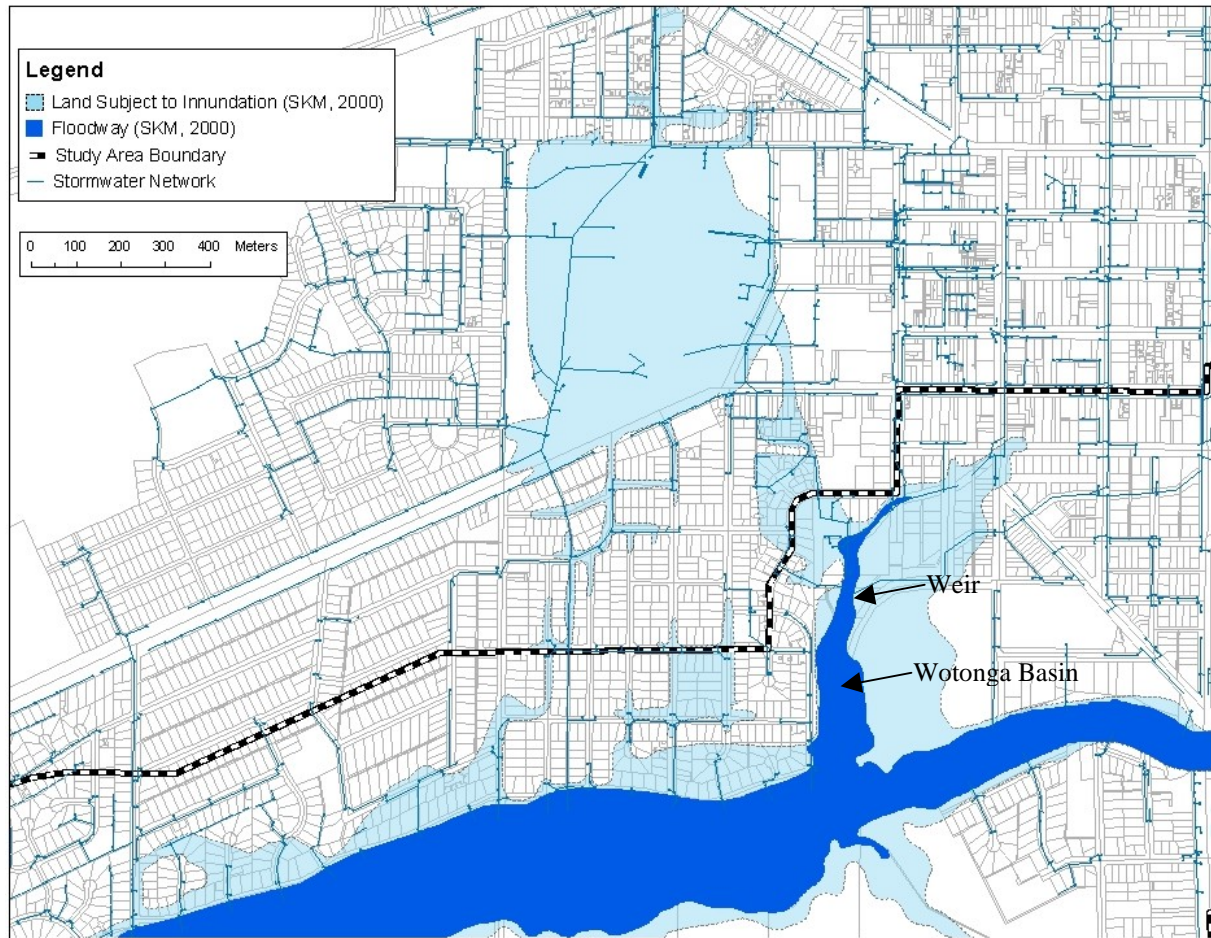 Legend
Land Subject to Innundation (SKM, 2000)
Floodway (SKM, 2000)
Study Area Boundary
Stormwater Network
0 100 200 300 400 Meters
Weir
Wotonga Basin